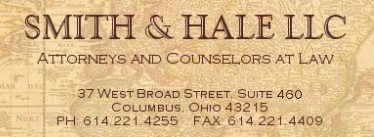 SMITH & HALE LLC
ATTORNEYS AND COUNSELORS AT LAW
37 WEST BROAD STREET, SUITE 460
COLUMBUS, OHIO 43215
PH: 614.221.4255 FAX: 614.221.4409